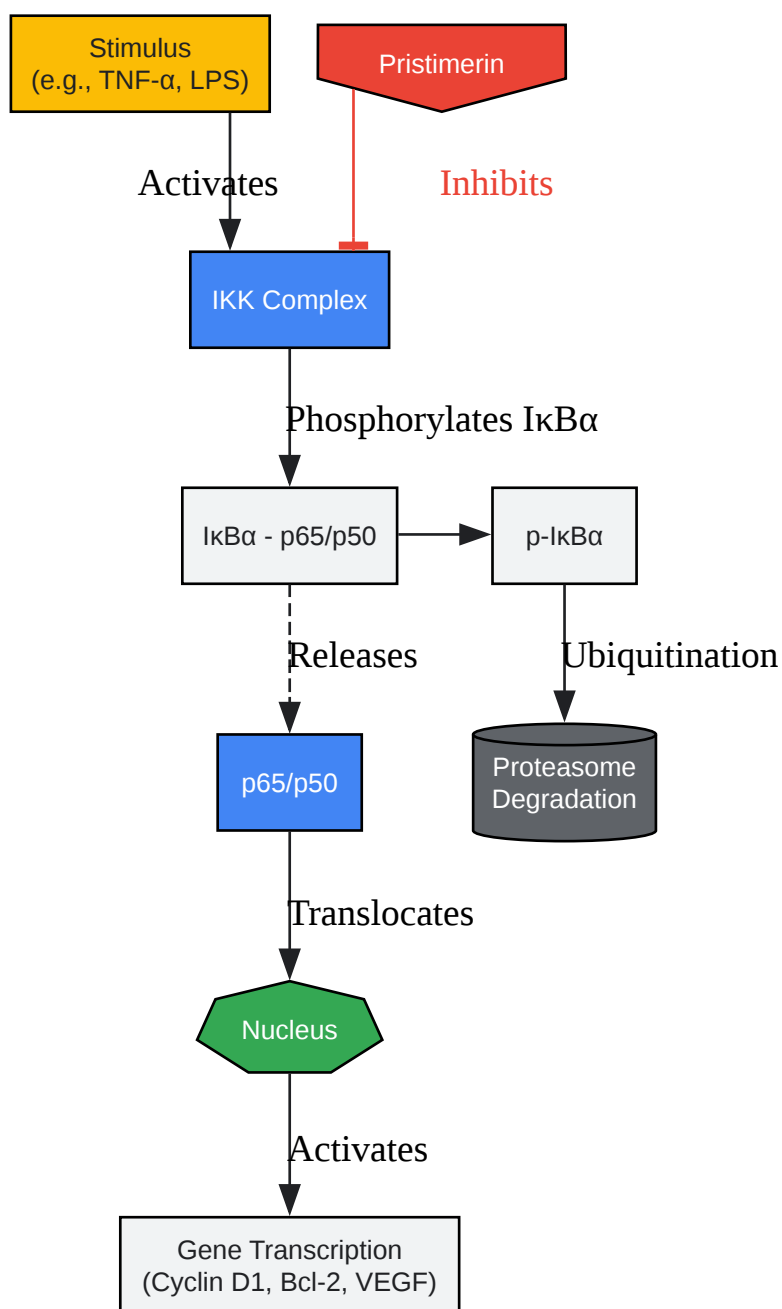 Stimulus
(e.g., TNF-α, LPS)
Pristimerin
Activates
Inhibits
IKK Complex
Phosphorylates IκBα
IκBα - p65/p50
p-IκBα
Releases
Ubiquitination
p65/p50
Proteasome
Degradation
Translocates
Nucleus
Activates
Gene Transcription
(Cyclin D1, Bcl-2, VEGF)